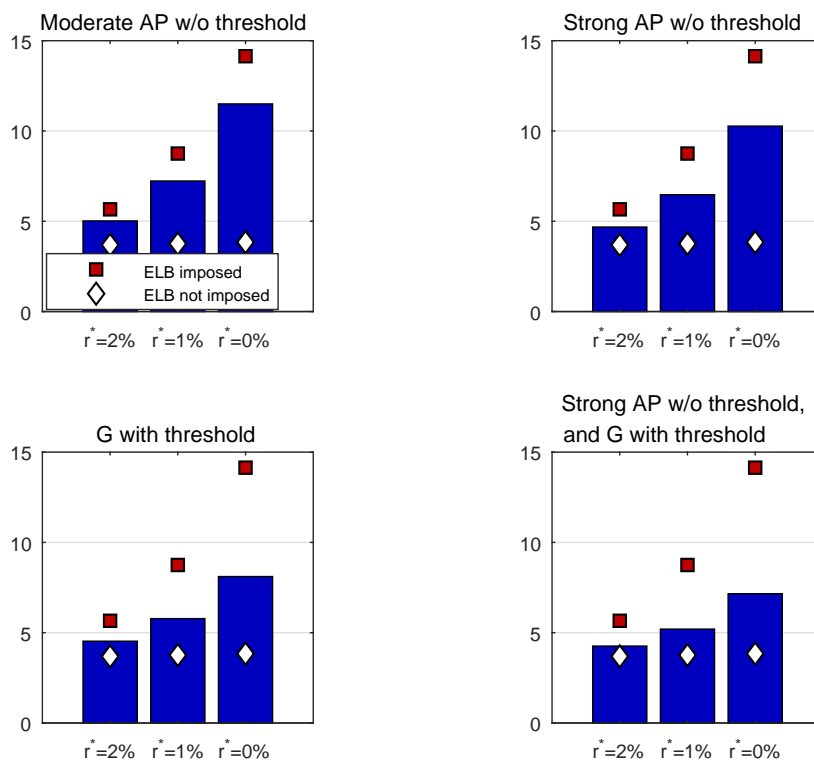 Moderate AP w/o threshold
15
10
5
0
ELB imposed
ELB not imposed
r*=2% r*=1% r*=0%
Strong AP w/o threshold
15
10
5
0
r*=2% r*=1% r*=0%
G with threshold
15
10
5
0
r*=2% r*=1% r*=0%
Strong AP w/o threshold,
and G with threshold
15
10
5
0
r*=2% r*=1% r*=0%